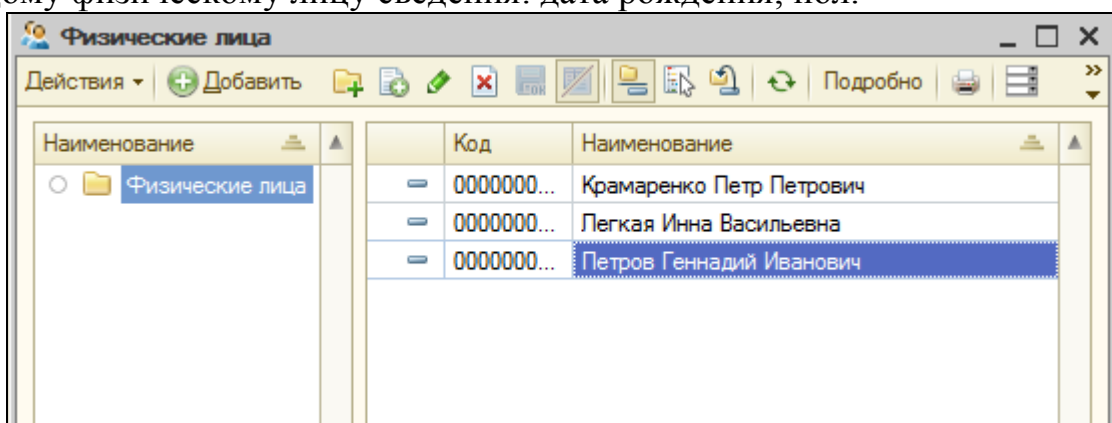 физическому лицу сведения: дата рождения, пол.
Физические лица
Действия Добавить Подробно
Наименование Код Наименование
Физические лица 0000000... Крамаренко Петр Петрович
0000000... Легкая Инна Васильевна
0000000... Петров Геннадий Иванович